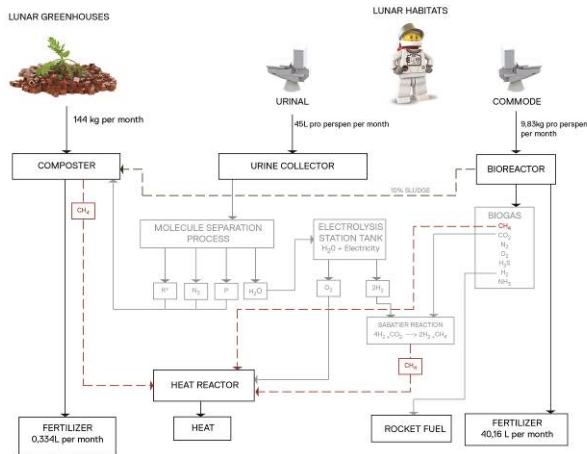 LUNAR GREENHOUSES
LUNAR HABITATS
URINAL
COMMODE
144 kg per month
45L pro perspen per month
9,83kg pro perspen
per month
COMPOSTER
URINE COLLECTOR
BIOREACTOR
10% SLUDGE
CH₄
MOLECULE SEPARATION
PROCESS
ELECTROLYSIS
STATION TANK
H₂O + Electricity
BIOGAS
CH₄
CO₂
N₂
O₂
H₂S
H₂
NH₃
K⁺
N₂
P
H₂O
O₂
2H₂
SABATIER REACTION
4H₂+CO₂ ---> 2H₂+CH₄
CH₄
HEAT REACTOR
FERTILIZER
0,334L per month
HEAT
ROCKET FUEL
FERTILIZER
40,16 L per month